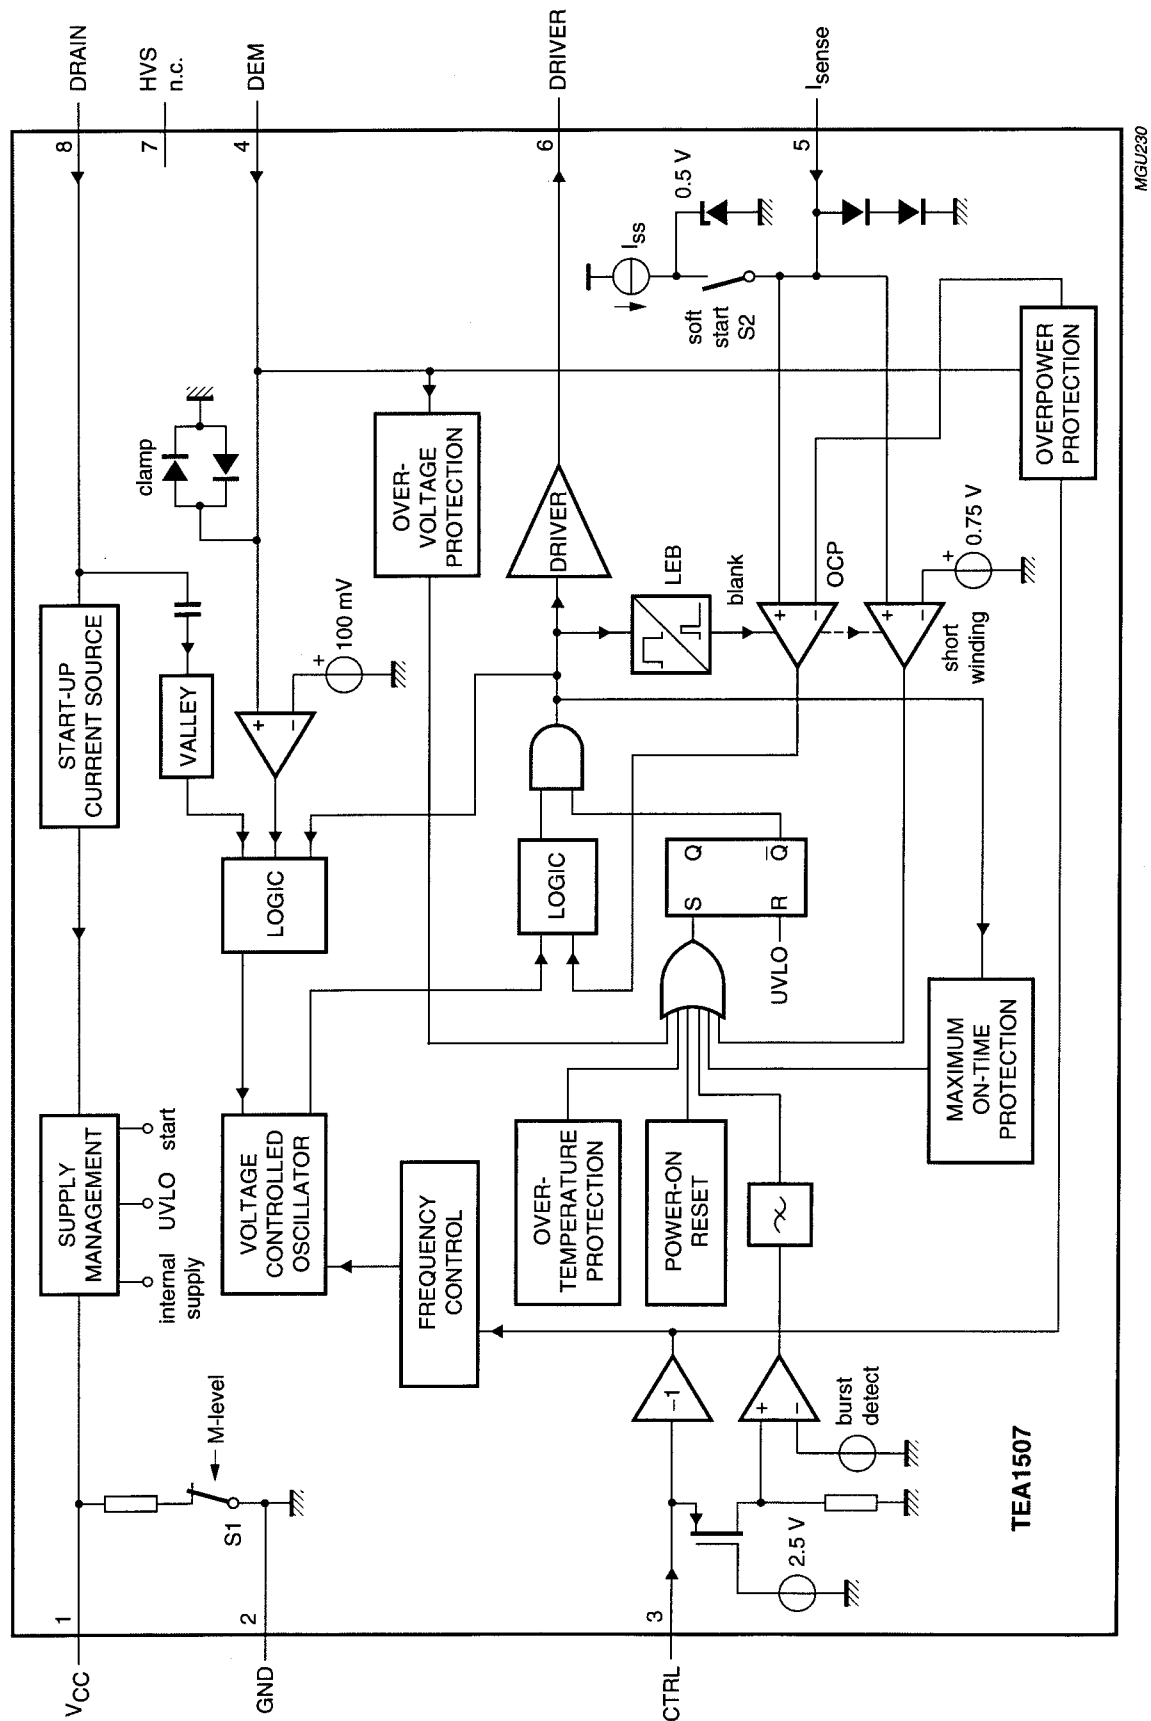 VCC
1
GND
2
CTRL
3
8
DRAIN
7
HVS
n.c.
4
DEM
6
DRIVER
5
Isense
SUPPLY
MANAGEMENT
internal
supply
UVLO
start
START-UP
CURRENT SOURCE
VALLEY
clamp
M-level
S1
VOLTAGE
CONTROLLED
OSCILLATOR
LOGIC
+
−
+
100 mV
FREQUENCY
CONTROL
OVER-
VOLTAGE
PROTECTION
OVER-
TEMPERATURE
PROTECTION
LOGIC
DRIVER
POWER-ON
RESET
S
Q
R
Q
UVLO
LEB
blank
Iss
0.5 V
soft
start
S2
−1
+
−
2.5 V
burst
detect
+
−
OCP
+
−
short
winding
+
0.75 V
MAXIMUM
ON-TIME
PROTECTION
OVERPOWER
PROTECTION
TEA1507
MGU230